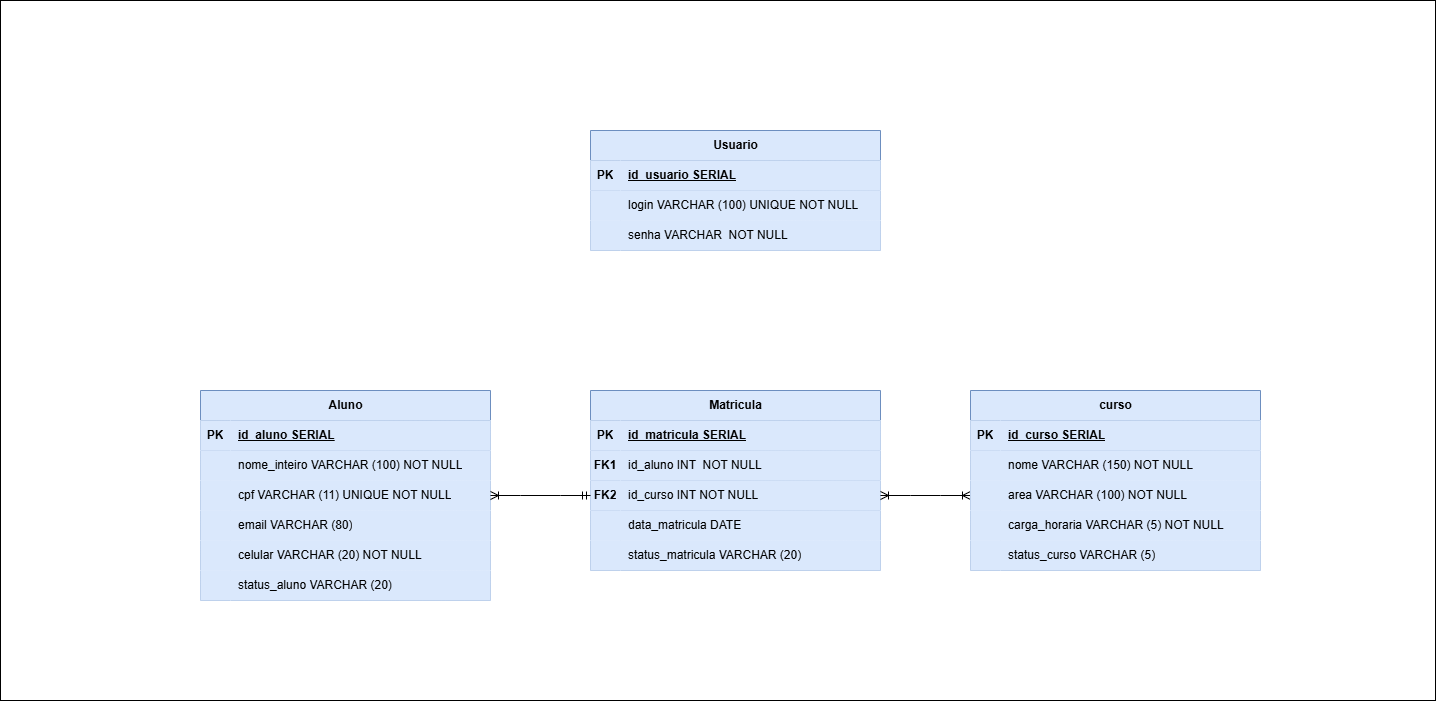 Usuario
PK id_usuario SERIAL
login VARCHAR (100) UNIQUE NOT NULL
senha VARCHAR  NOT NULL
Aluno
PK id_aluno SERIAL
nome_inteiro VARCHAR (100) NOT NULL
cpf VARCHAR (11) UNIQUE NOT NULL
email VARCHAR (80)
celular VARCHAR (20) NOT NULL
status_aluno VARCHAR (20)
Matricula
PK id_matricula SERIAL
FK1 id_aluno INT  NOT NULL
FK2 id_curso INT NOT NULL
data_matricula DATE
status_matricula VARCHAR (20)
curso
PK id_curso SERIAL
nome VARCHAR (150) NOT NULL
area VARCHAR (100) NOT NULL
carga_horaria VARCHAR (5) NOT NULL
status_curso VARCHAR (5)